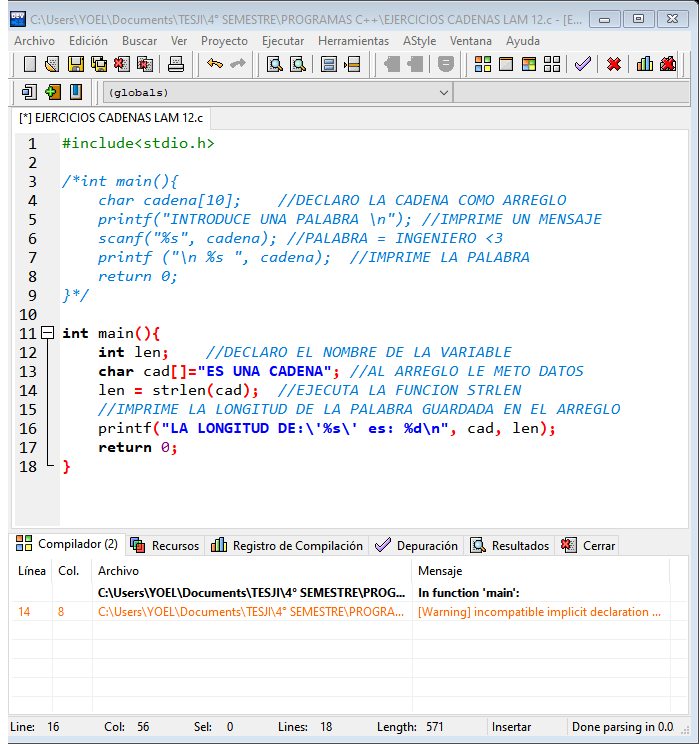 C:\Users\YOEL\Documents\TESJI\4° SEMESTRE\PROGRAMAS C++\EJERCICIOS CADENAS LAM 12.c - [E...
Archivo Edición Buscar Ver Proyecto Ejecutar Herramientas AStyle Ventana Ayuda
(globals)
[*] EJERCICIOS CADENAS LAM 12.c
1 #include<stdio.h>
2
3 /*int main(){
4 char cadena[10]; //DECLARO LA CADENA COMO ARREGLO
5 printf("INTRODUCE UNA PALABRA \n"); //IMPRIME UN MENSAJE
6 scanf("%s", cadena); //PALABRA = INGENIERO <3
7 printf ("\n %s ", cadena); //IMPRIME LA PALABRA
8 return 0;
9 }*/
10
11 int main(){
12 int len; //DECLARO EL NOMBRE DE LA VARIABLE
13 char cad[]="ES UNA CADENA"; //AL ARREGLO LE METO DATOS
14 len = strlen(cad); //EJECUTA LA FUNCION STRLEN
15 //IMPRIME LA LONGITUD DE LA PALABRA GUARDADA EN EL ARREGLO
16 printf("LA LONGITUD DE:\'%s\' es: %d\n", cad, len);
17 return 0;
18 }
Compilador (2) Recursos Registro de Compilación Depuración Resultados Cerrar
Línea Col. Archivo Mensaje
C:\Users\YOEL\Documents\TESJI\4° SEMESTRE\PROG... In function 'main':
14 8 C:\Users\YOEL\Documents\TESJI\4° SEMESTRE\PROGRA... [Warning] incompatible implicit declaration ...
Line: 16 Col: 56 Sel: 0 Lines: 18 Length: 571 Insertar Done parsing in 0.0